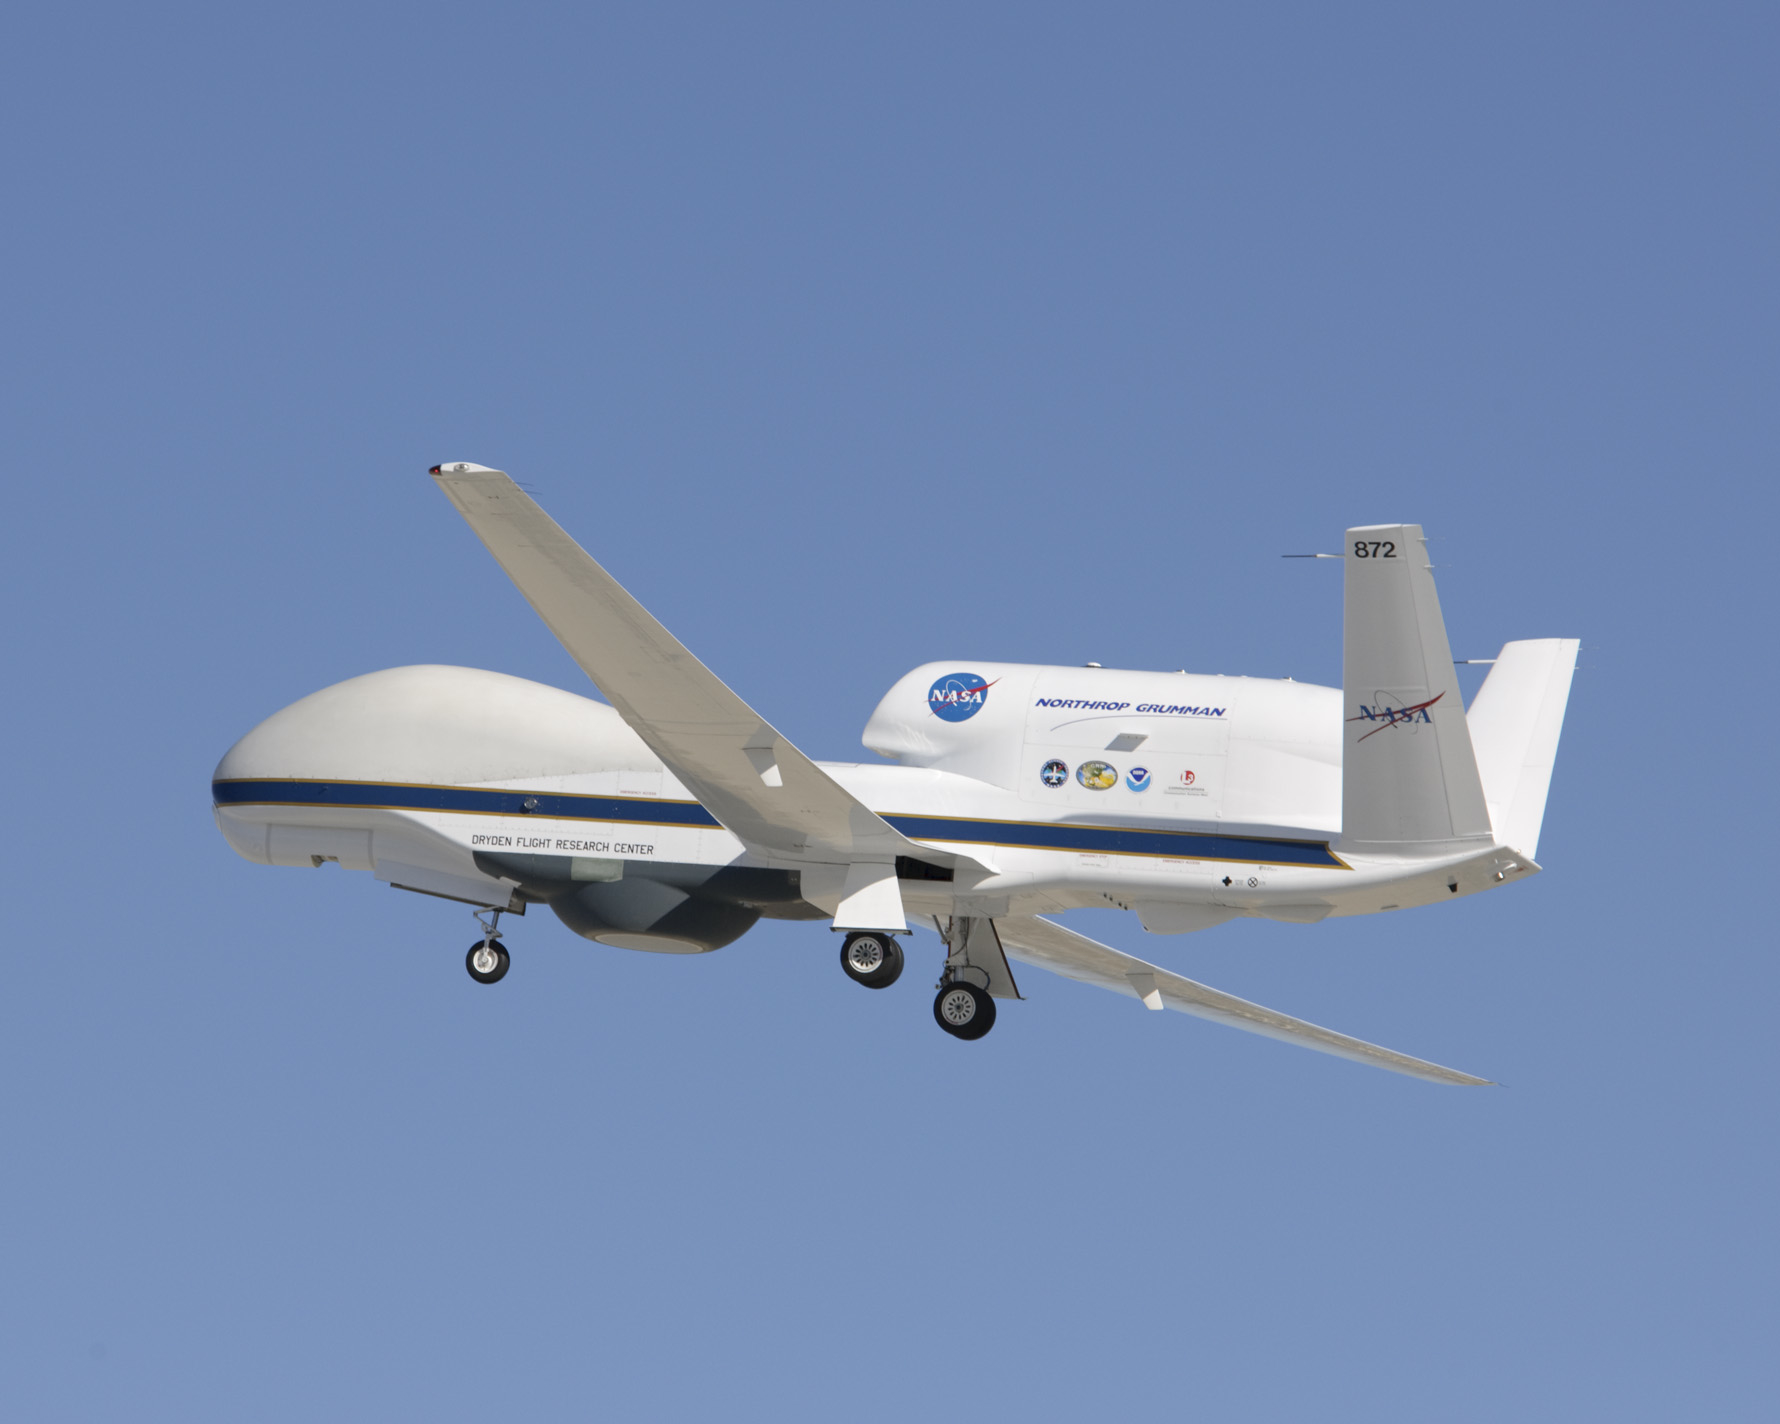 872
NASA
NORTHROP GRUMMAN
NASA
DRYDEN FLIGHT RESEARCH CENTER